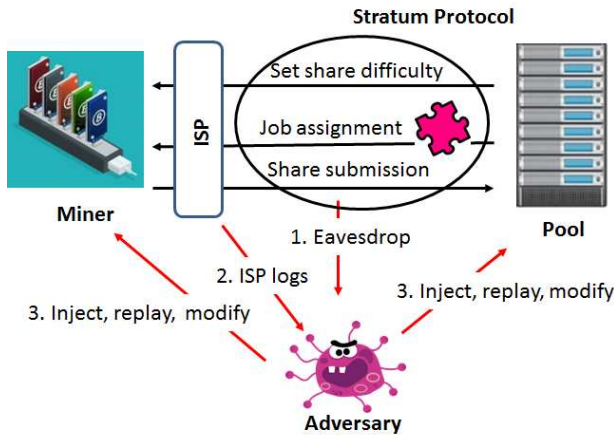 Stratum Protocol
Set share difficulty
ISP
Job assignment
Share submission
Miner
Pool
1. Eavesdrop
2. ISP logs
3. Inject, replay, modify
3. Inject, replay, modify
Adversary